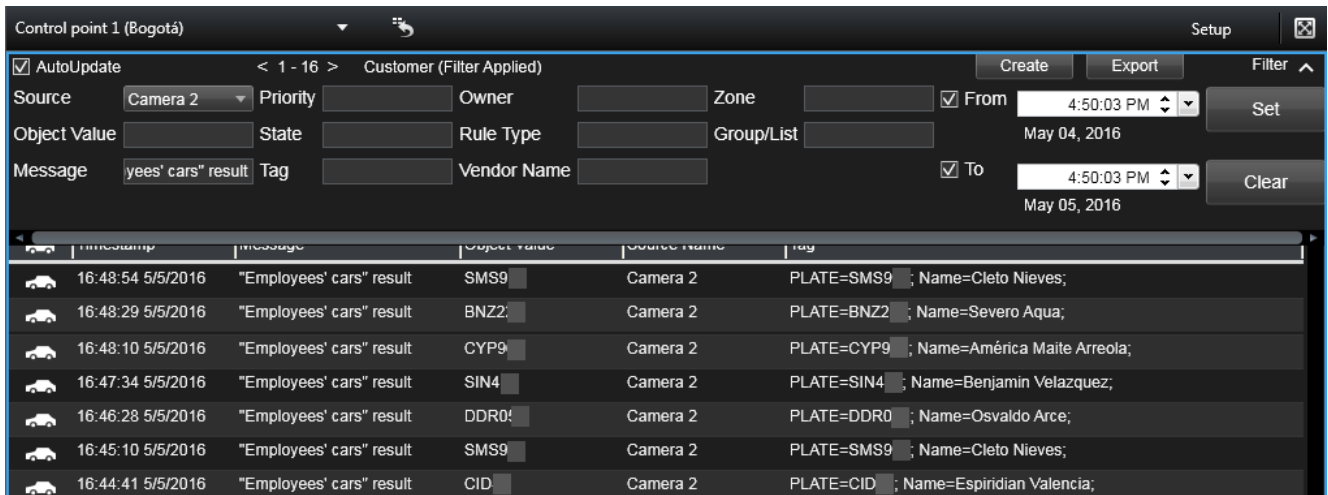 Control point 1 (Bogotá) Setup
AutoUpdate < 1 - 16 > Customer (Filter Applied) Create Export Filter
Source Camera 2 Priority Owner Zone From 4:50:03 PM Set
Object Value State Rule Type Group/List May 04, 2016
Message yees' cars" result Tag Vendor Name To 4:50:03 PM Clear
May 05, 2016
Timestamp Message Object Value Source Name Tag
16:48:54 5/5/2016 "Employees' cars" result SMS9 Camera 2 PLATE=SMS9 ; Name=Cleto Nieves;
16:48:29 5/5/2016 "Employees' cars" result BNZ2 Camera 2 PLATE=BNZ2 ; Name=Severo Aqua;
16:48:10 5/5/2016 "Employees' cars" result CYP9 Camera 2 PLATE=CYP9 ; Name=América Maite Arreola;
16:47:34 5/5/2016 "Employees' cars" result SIN4 Camera 2 PLATE=SIN4 ; Name=Benjamin Velazquez;
16:46:28 5/5/2016 "Employees' cars" result DDR0 Camera 2 PLATE=DDR0 ; Name=Osvaldo Arce;
16:45:10 5/5/2016 "Employees' cars" result SMS9 Camera 2 PLATE=SMS9 ; Name=Cleto Nieves;
16:44:41 5/5/2016 "Employees' cars" result CID Camera 2 PLATE=CID ; Name=Espiridian Valencia;